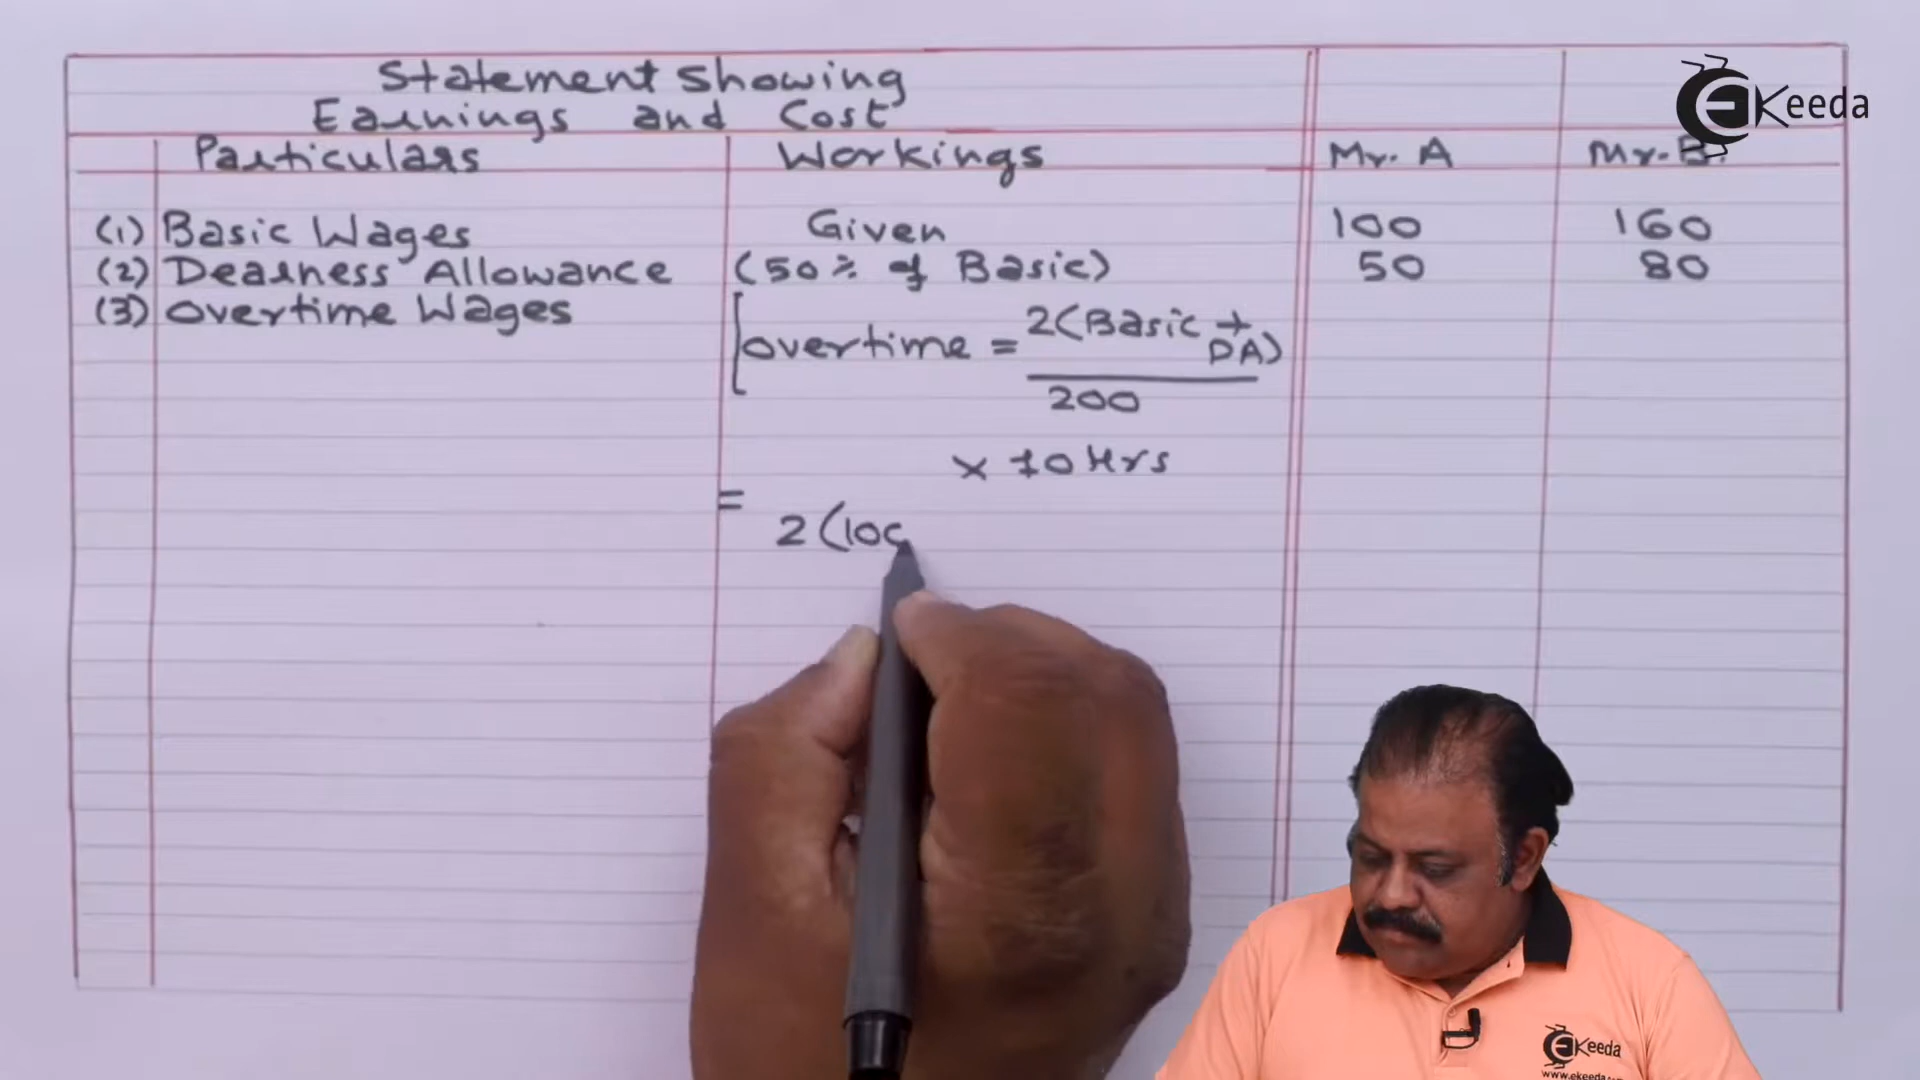 Statement showing
Earnings and Cost
Particulars Workings Mr. A Mr. B.
(1) Basic Wages Given 100 160
(2) Dearness Allowance (50% of Basic) 50 80
(3) Overtime Wages
overtime = 2(Basic + DA)
200
× 10 Hrs
=
2(100
EKeeda
EKeeda